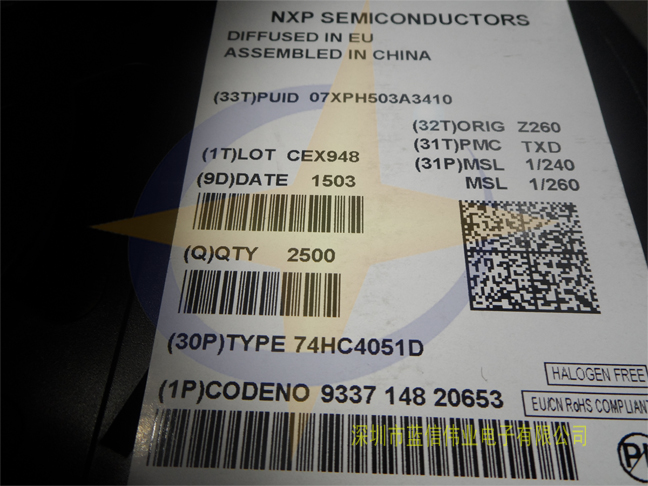 NXP SEMICONDUCTORS
DIFFUSED IN EU
ASSEMBLED IN CHINA
(33T)PUID 07XPH503A3410
(32T)ORIG Z260
(31T)PMC TXD
(31P)MSL 1/240
MSL 1/260
(1T)LOT CEX948
(9D)DATE 1503
(Q)QTY 2500
(30P)TYPE 74HC4051D
HALOGEN FREE
(1P)CODENO 9337 148 20653
EU/CN RoHS COMPLIANT
深圳市蓝信伟业电子有限公司